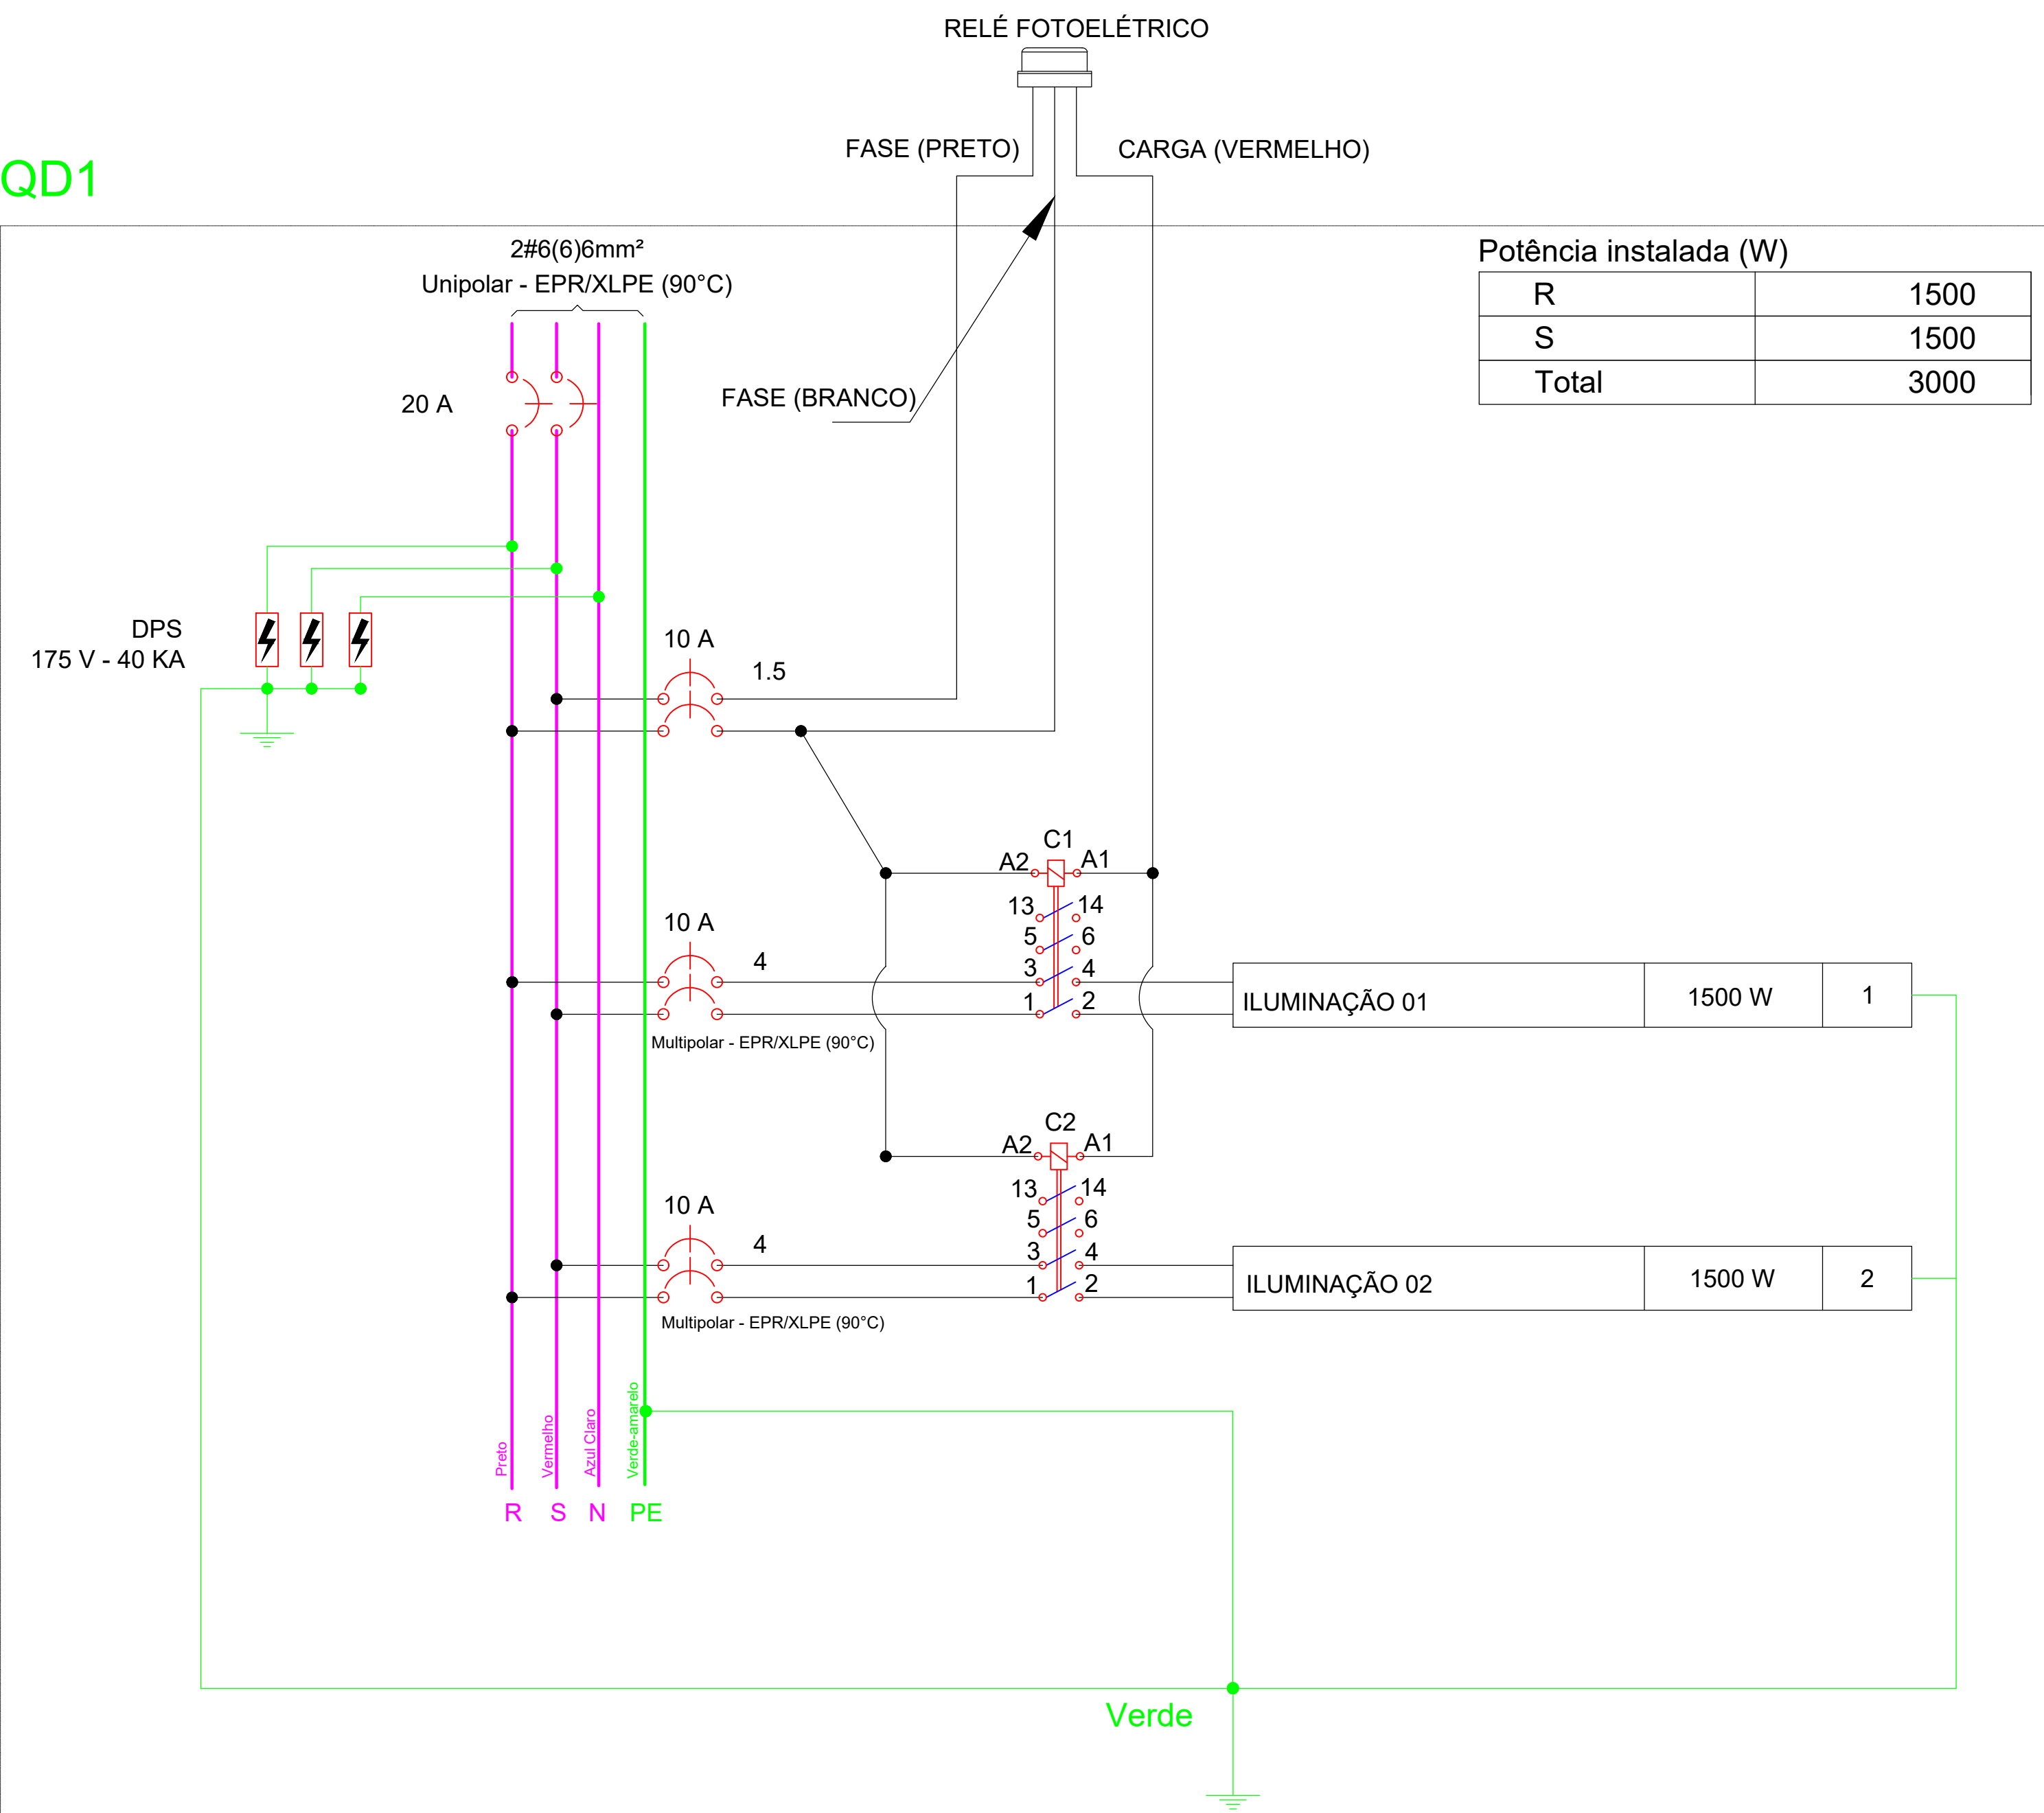 RELÉ FOTOELÉTRICO
FASE (PRETO)
CARGA (VERMELHO)
QD1
2#6(6)6mm²
Unipolar - EPR/XLPE (90°C)
Potência instalada (W)
R 1500
S 1500
Total 3000
20 A
FASE (BRANCO)
DPS
175 V - 40 KA
10 A
1.5
C1
A2 A1
13 14
5 6
3 4
1 2
10 A
4
Multipolar - EPR/XLPE (90°C)
ILUMINAÇÃO 01 1500 W 1
C2
A2 A1
13 14
5 6
3 4
1 2
10 A
4
Multipolar - EPR/XLPE (90°C)
ILUMINAÇÃO 02 1500 W 2
Preto
Vermelho
Azul Claro
Verde-amarelo
R S N PE
Verde